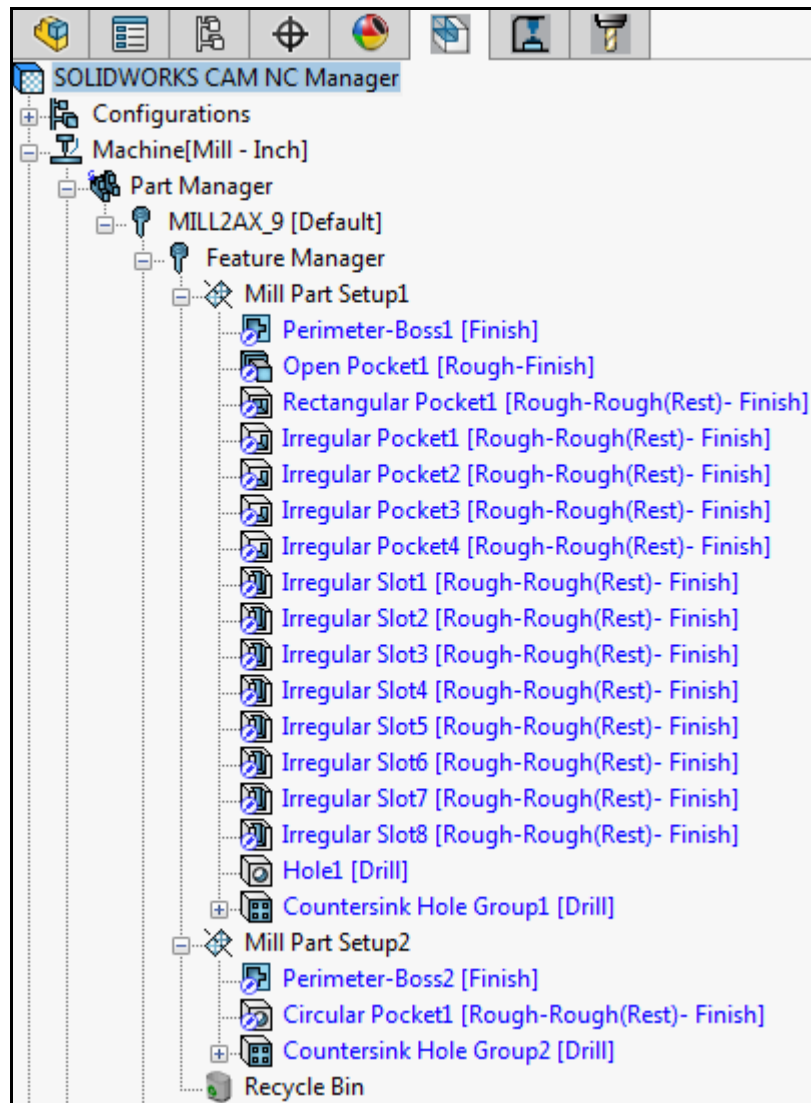 SOLIDWORKS CAM NC Manager
Configurations
Machine[Mill - Inch]
Part Manager
MILL2AX_9 [Default]
Feature Manager
Mill Part Setup1
Perimeter-Boss1 [Finish]
Open Pocket1 [Rough-Finish]
Rectangular Pocket1 [Rough-Rough(Rest)- Finish]
Irregular Pocket1 [Rough-Rough(Rest)- Finish]
Irregular Pocket2 [Rough-Rough(Rest)- Finish]
Irregular Pocket3 [Rough-Rough(Rest)- Finish]
Irregular Pocket4 [Rough-Rough(Rest)- Finish]
Irregular Slot1 [Rough-Rough(Rest)- Finish]
Irregular Slot2 [Rough-Rough(Rest)- Finish]
Irregular Slot3 [Rough-Rough(Rest)- Finish]
Irregular Slot4 [Rough-Rough(Rest)- Finish]
Irregular Slot5 [Rough-Rough(Rest)- Finish]
Irregular Slot6 [Rough-Rough(Rest)- Finish]
Irregular Slot7 [Rough-Rough(Rest)- Finish]
Irregular Slot8 [Rough-Rough(Rest)- Finish]
Hole1 [Drill]
Countersink Hole Group1 [Drill]
Mill Part Setup2
Perimeter-Boss2 [Finish]
Circular Pocket1 [Rough-Rough(Rest)- Finish]
Countersink Hole Group2 [Drill]
Recycle Bin